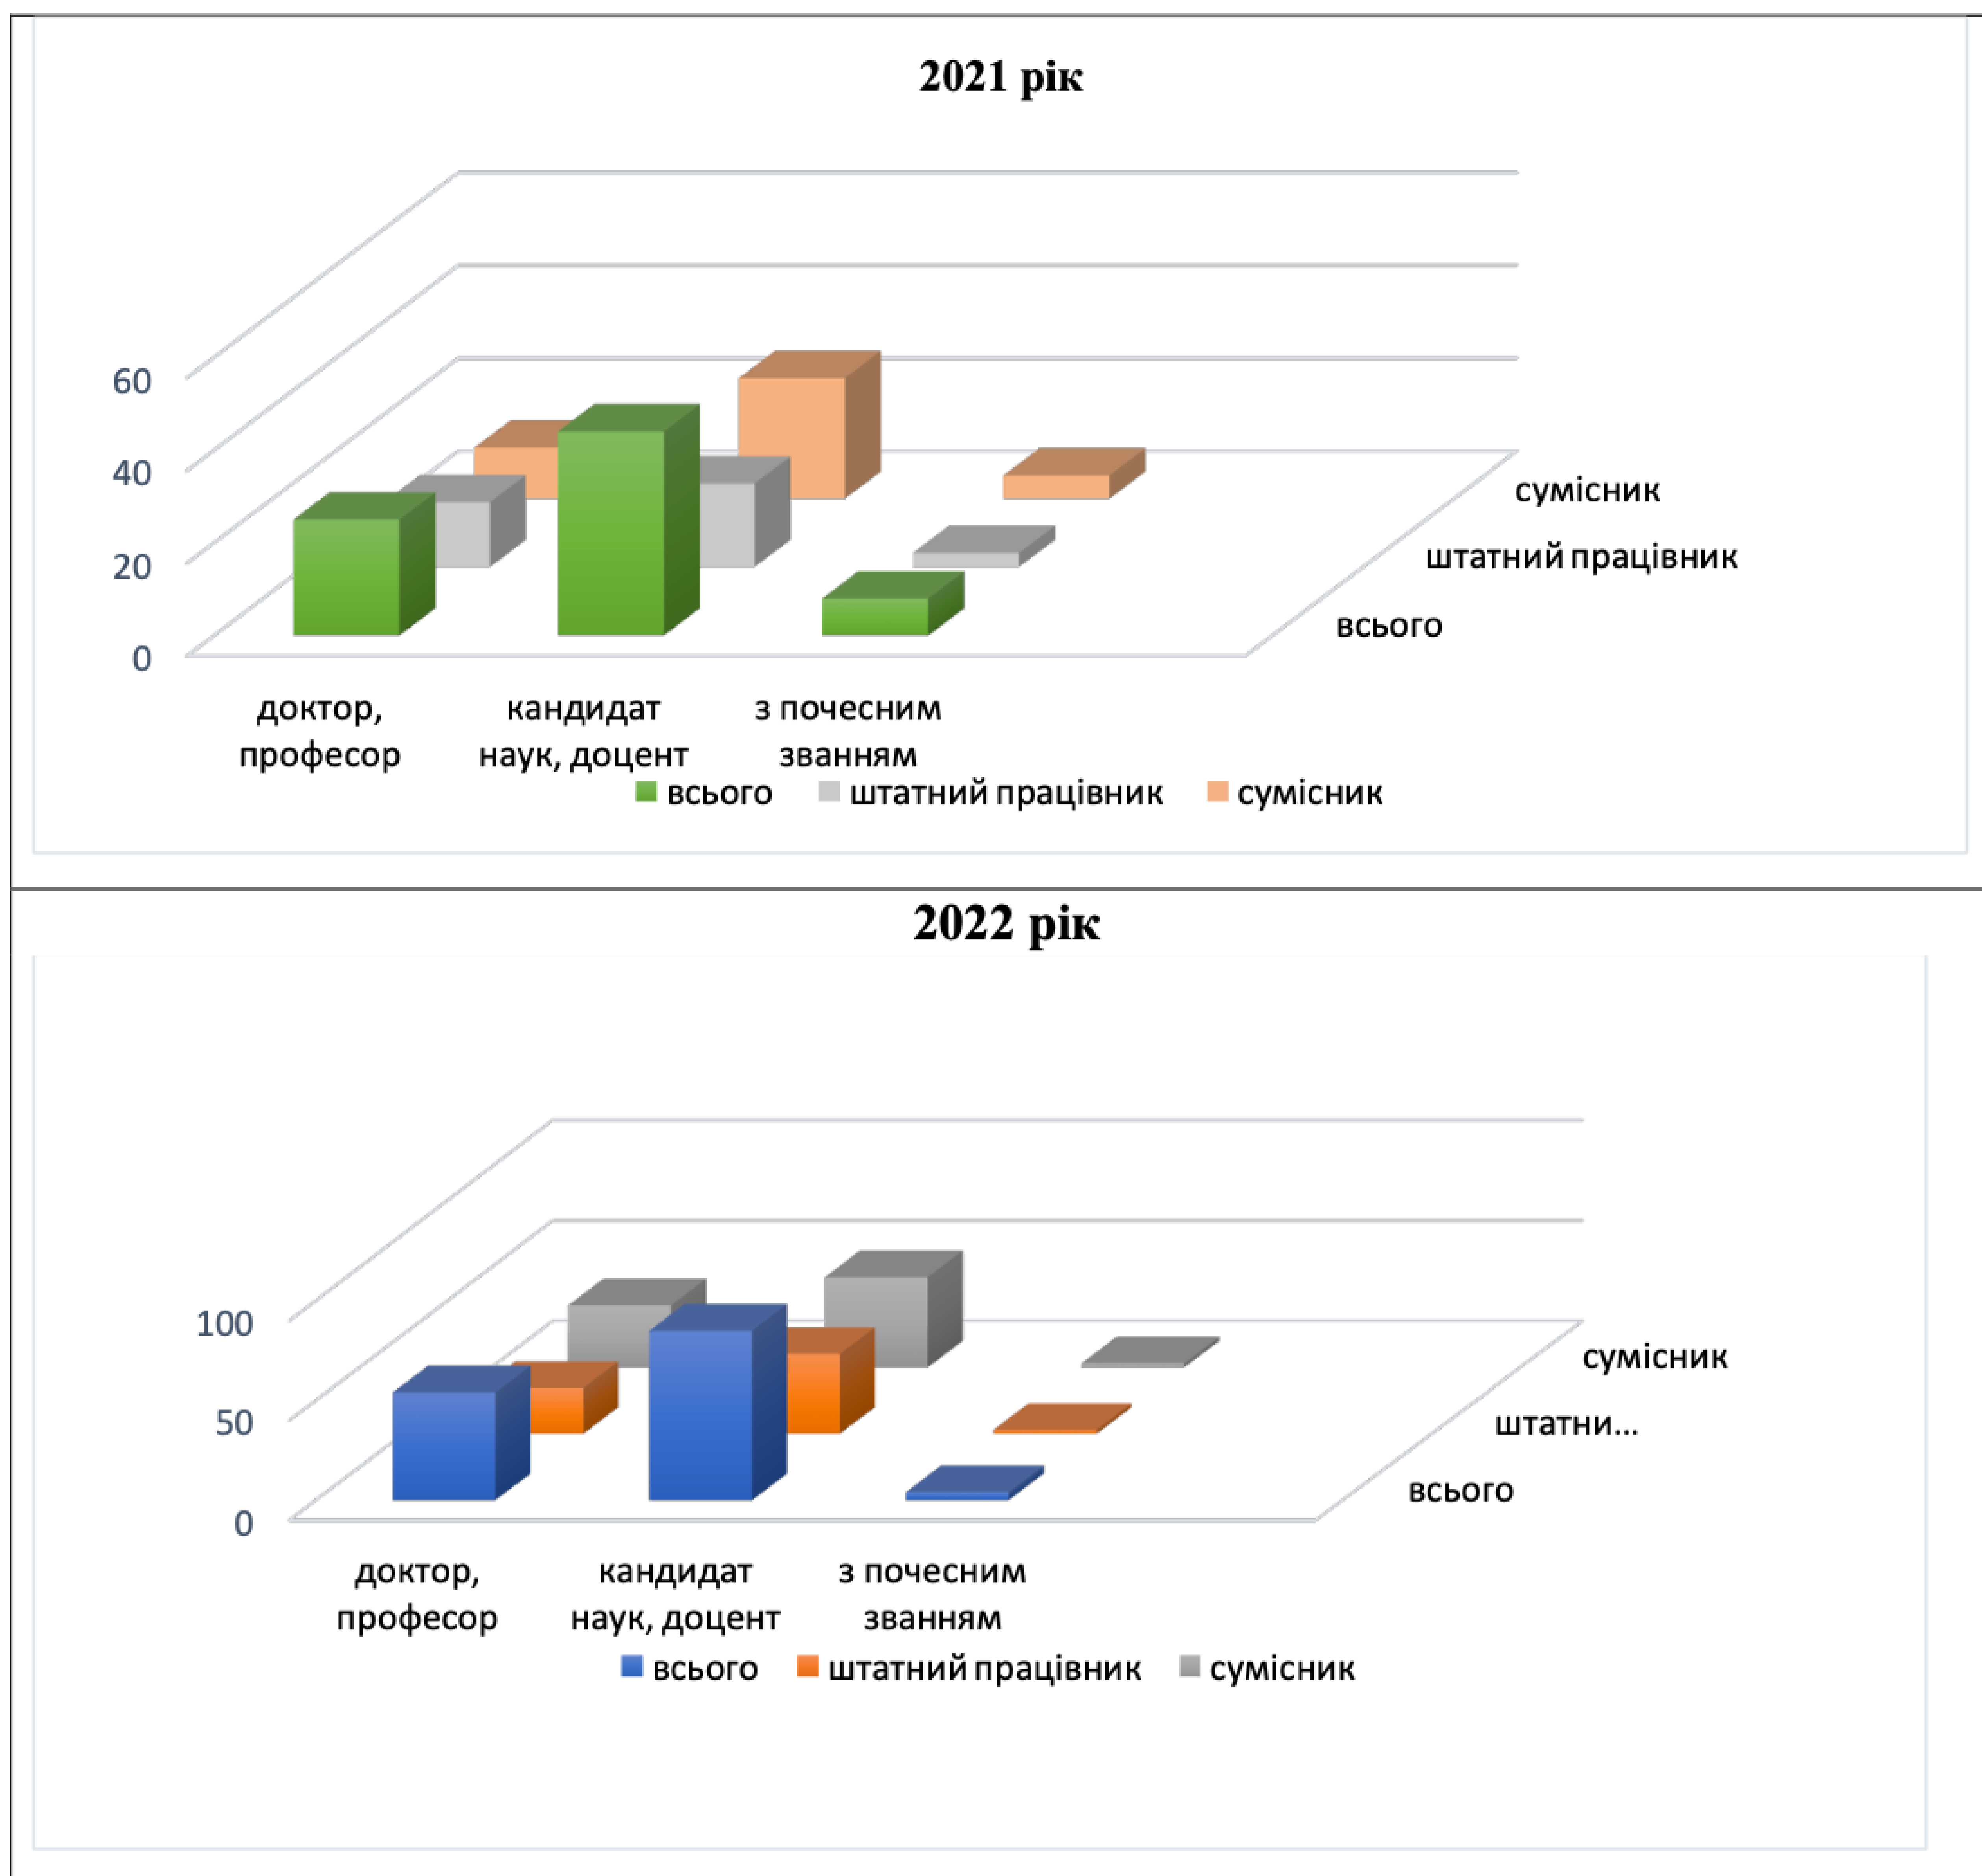 2021 рік
60
40
20
0
сумісник
штатний працівник
всього
доктор,
професор
кандидат
наук, доцент
з почесним
званням
всього
штатний працівник
сумісник
2022 рік
100
50
0
сумісник
штатни...
всього
доктор,
професор
кандидат
наук, доцент
з почесним
званням
всього
штатний працівник
сумісник